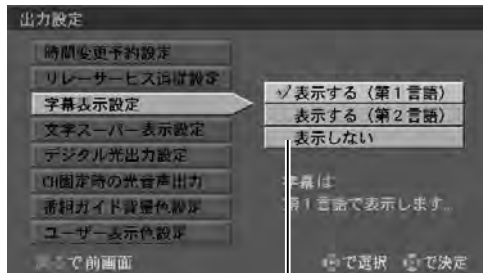 出力設定
時間変更予約設定
リレーサービス追従設定
字幕表示設定
文字スーパー表示設定
デジタル光出力設定
CH固定時の光音声出力
番組ガイド背景色設定
ユーザー表示色設定
✓表示する（第1言語）
表示する（第2言語）
表示しない
字幕は
第1言語で表示します。
戻るで前画面
で選択 で決定